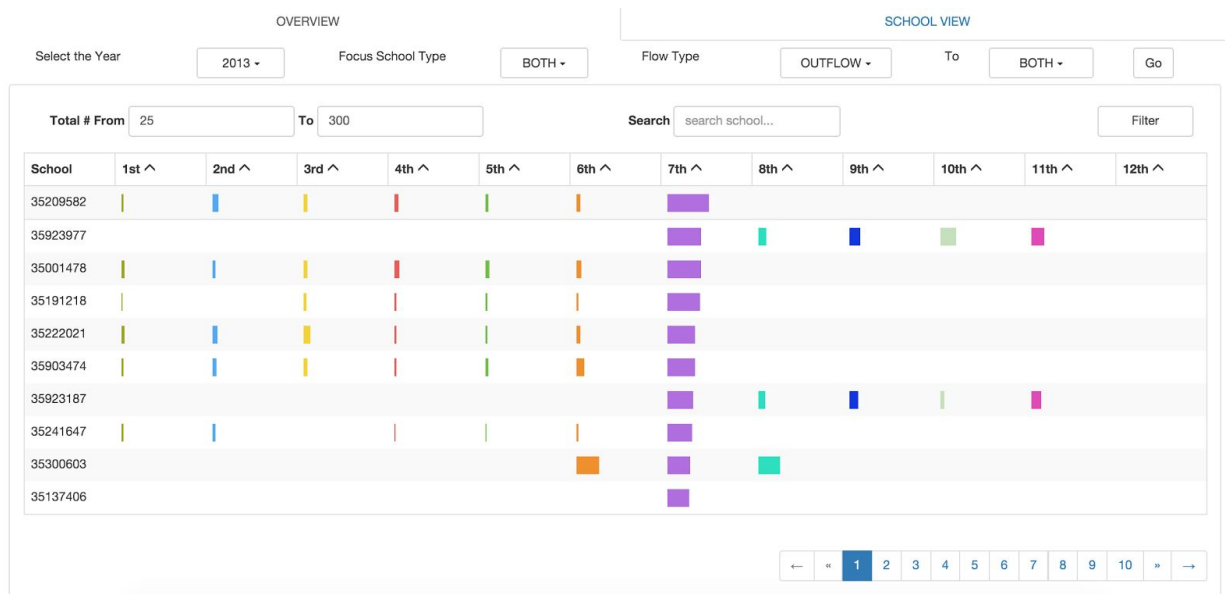 OVERVIEW SCHOOL VIEW
Select the Year 2013 Focus School Type BOTH Flow Type OUTFLOW To BOTH Go
Total # From 25 To 300 Search search school... Filter
School 1st 2nd 3rd 4th 5th 6th 7th 8th 9th 10th 11th 12th
35209582
35923977
35001478
35191218
35222021
35903474
35923187
35241647
35300603
35137406
← « 1 2 3 4 5 6 7 8 9 10 » →